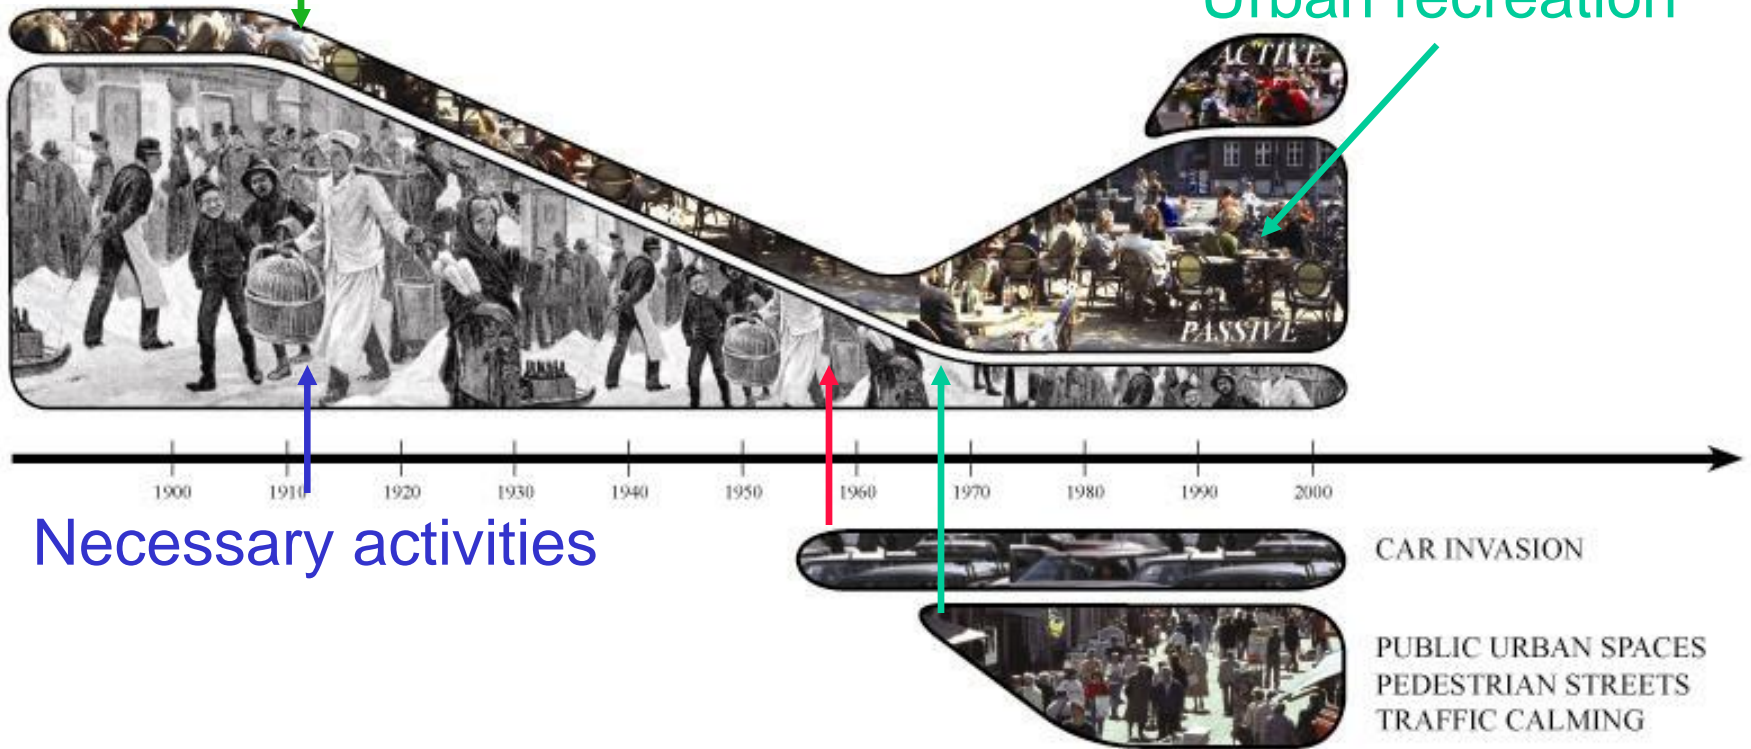 Urban recreation
ACTIVE
PASSIVE
1900 1910 1920 1930 1940 1950 1960 1970 1980 1990 2000
Necessary activities
CAR INVASION
PUBLIC URBAN SPACES
PEDESTRIAN STREETS
TRAFFIC CALMING